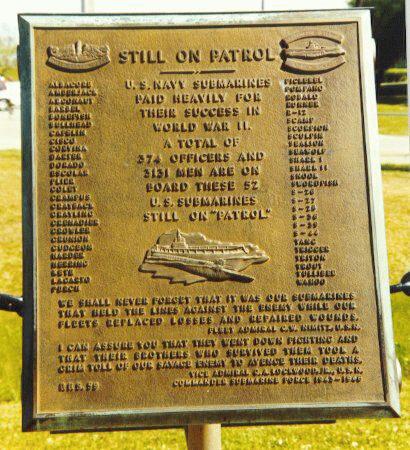 STILL ON PATROL
ALBACORE
AMBERJACK
ARGONAUT
BARBEL
BONEFISH
BULLHEAD
CAPELIN
CISCO
CORVINA
DARTER
DORADO
ESCOLAR
FLIER
GOLET
GRAMPUS
GRAYBACK
GRAYLING
GRENADIER
GROWLER
GRUNION
GUDGEON
HARDER
HERRING
KETE
LAGARTO
U.S. NAVY SUBMARINES
PAID HEAVILY FOR
THEIR SUCCESS IN
WORLD WAR II.
A TOTAL OF
374 OFFICERS AND
3131 MEN ARE ON
BOARD THESE 52
U.S. SUBMARINES
STILL ON "PATROL"
PICKEREL
POMPANO
ROBALO
RUNNER
R-12
SCAMP
SCORPION
SCULPIN
SEALION
SEAWOLF
SHARK I
SHARK II
SNOOK
SWORDFISH
S-26
S-27
S-28
S-36
S-39
S-44
TANG
TRIGGER
TRITON
TROUT
TULLIBEE
WAHOO
WE SHALL NEVER FORGET THAT IT WAS OUR SUBMARINES
THAT HELD THE LINES AGAINST THE ENEMY WHILE OUR
FLEETS REPLACED LOSSES AND REPAIRED WOUNDS.
FLEET ADMIRAL C.W. NIMITZ, U.S.N.
I CAN ASSURE YOU THAT THEY WENT DOWN FIGHTING AND
THAT THEIR BROTHERS WHO SURVIVED THEM TOOK A
GRIM TOLL OF OUR SAVAGE ENEMY TO AVENGE THEIR DEATHS.
VICE ADMIRAL C.A. LOCKWOOD, JR., U.S.N.
COMMANDER SUBMARINE FORCE 1943-1946